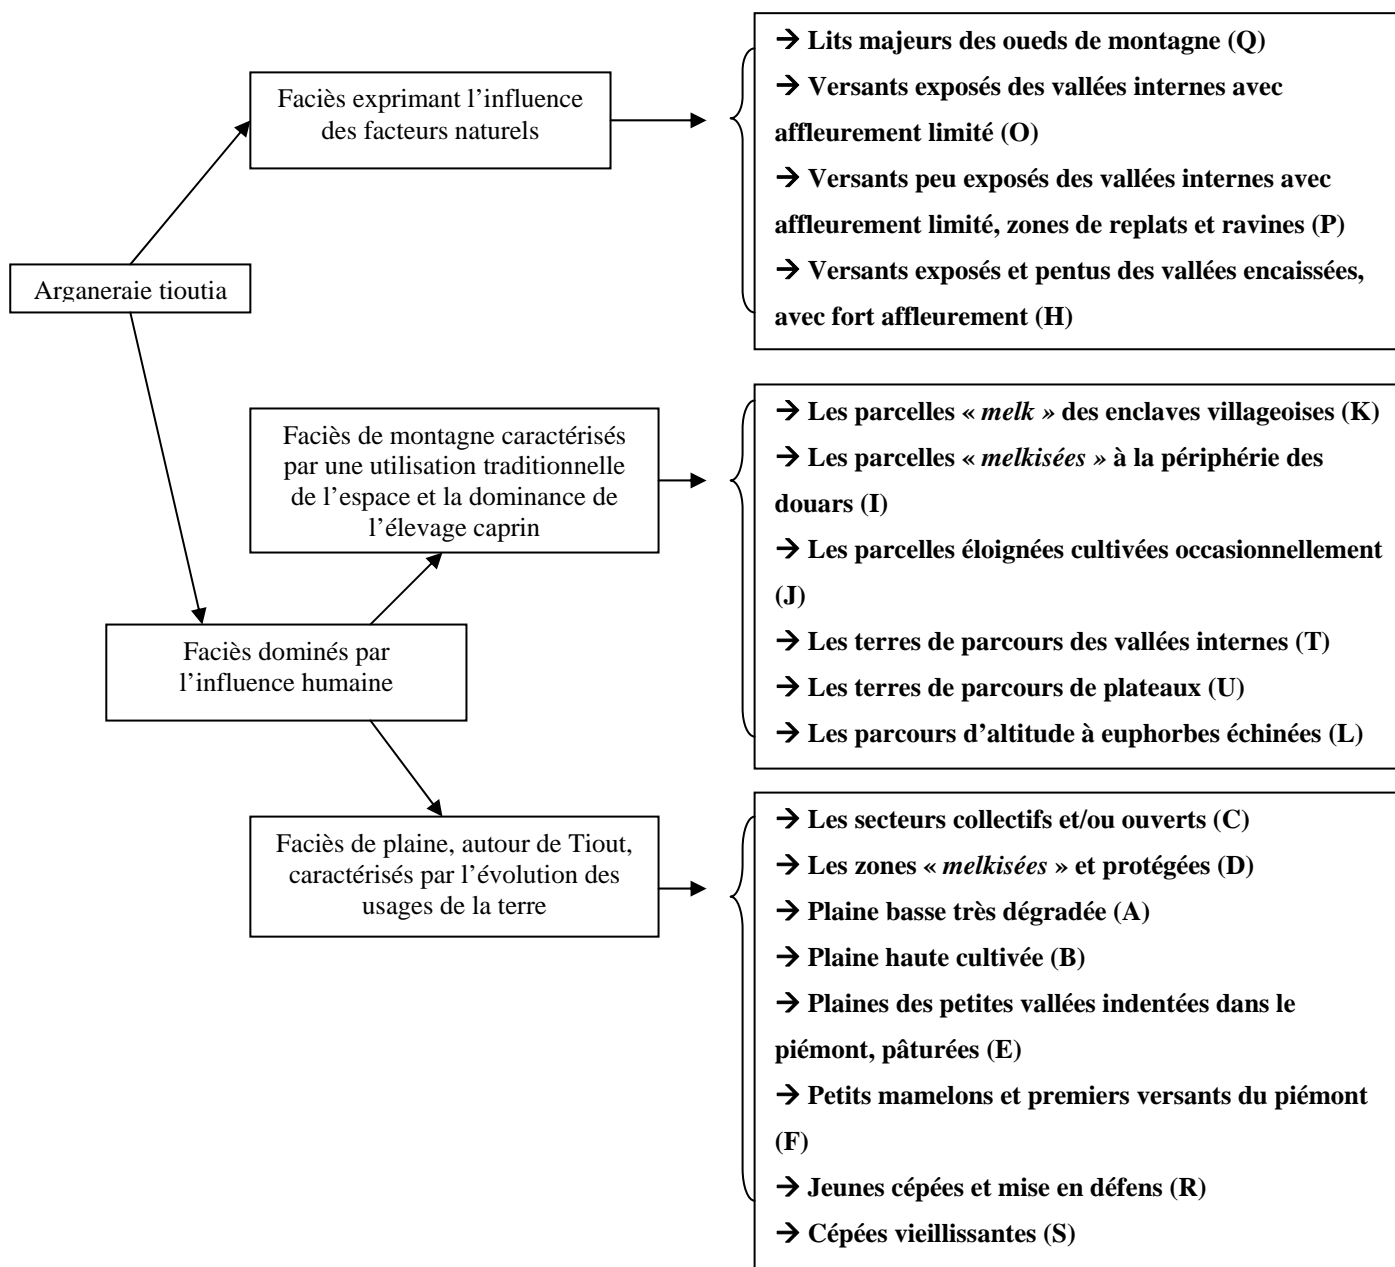 Arganeraie tioutia
Faciès exprimant l’influence
des facteurs naturels
→ Lits majeurs des oueds de montagne (Q)
→ Versants exposés des vallées internes avec
affleurement limité (O)
→ Versants peu exposés des vallées internes avec
affleurement limité, zones de replats et ravines (P)
→ Versants exposés et pentus des vallées encaissées,
avec fort affleurement (H)
Faciès dominés par
l’influence humaine
Faciès de montagne caractérisés
par une utilisation traditionnelle
de l’espace et la dominance de
l’élevage caprin
→ Les parcelles « melk » des enclaves villageoises (K)
→ Les parcelles « melkisées » à la périphérie des
douars (I)
→ Les parcelles éloignées cultivées occasionnellement
(J)
→ Les terres de parcours des vallées internes (T)
→ Les terres de parcours de plateaux (U)
→ Les parcours d’altitude à euphorbes échinées (L)
Faciès de plaine, autour de Tiout,
caractérisés par l’évolution des
usages de la terre
→ Les secteurs collectifs et/ou ouverts (C)
→ Les zones « melkisées » et protégées (D)
→ Plaine basse très dégradée (A)
→ Plaine haute cultivée (B)
→ Plaines des petites vallées indentées dans le
piémont, pâturées (E)
→ Petits mamelons et premiers versants du piémont
(F)
→ Jeunes cépées et mise en défens (R)
→ Cépées vieillissantes (S)